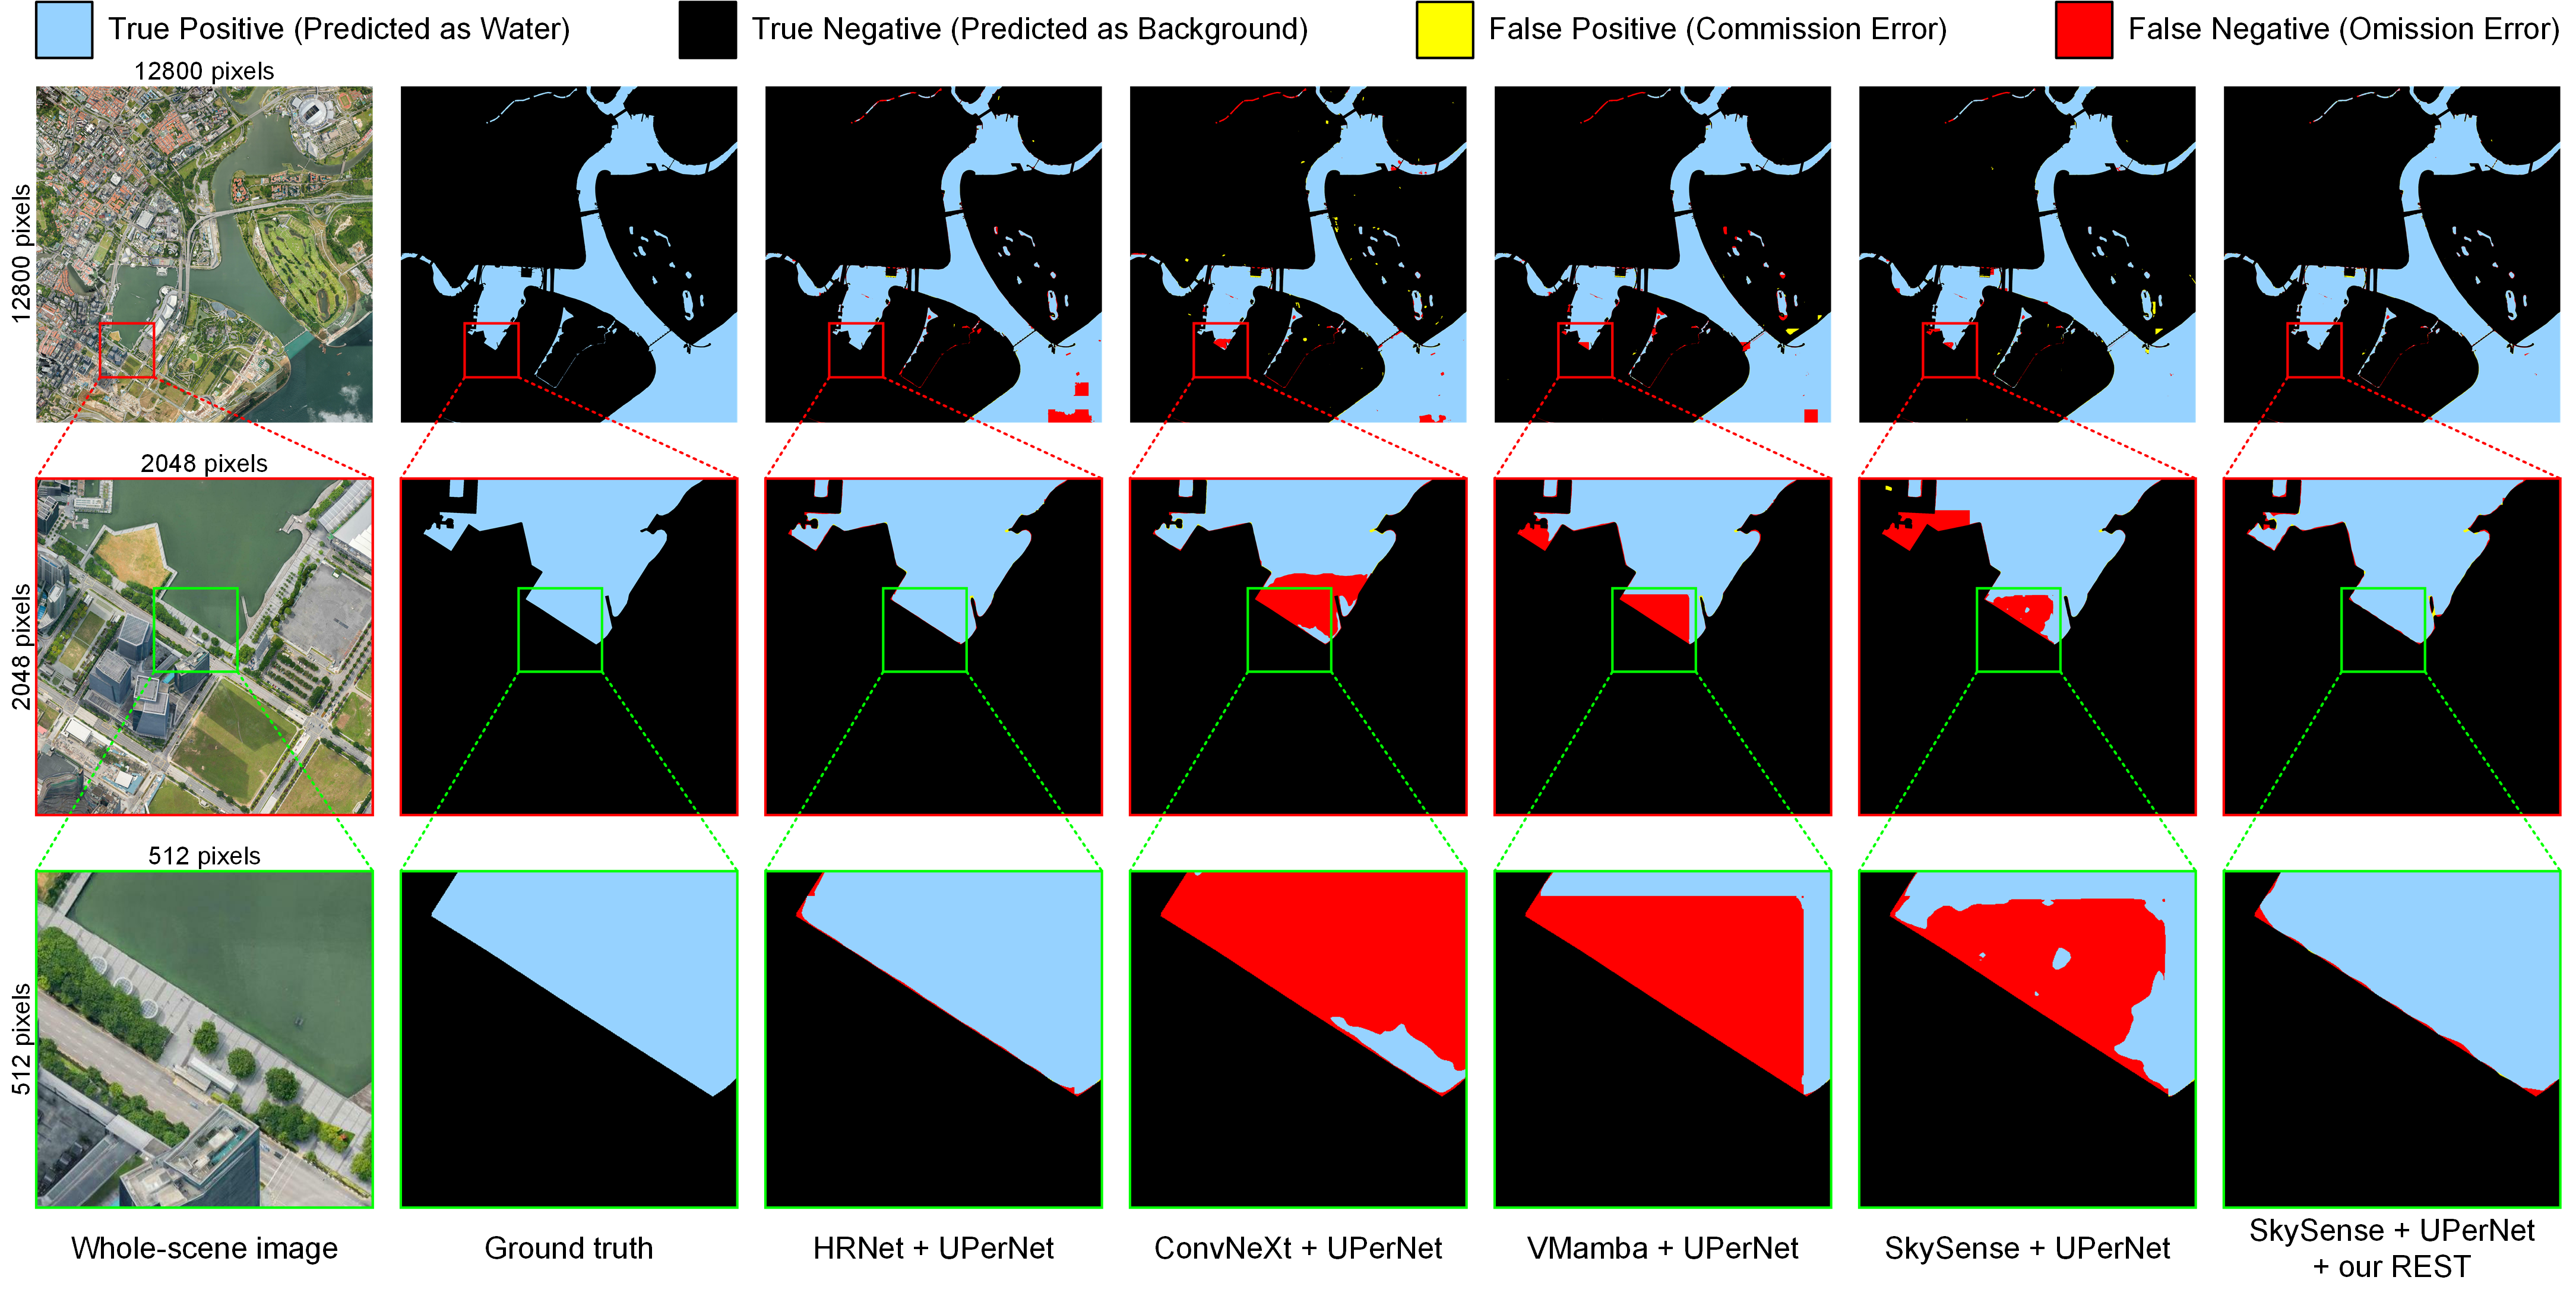 True Positive (Predicted as Water)
True Negative (Predicted as Background)
False Positive (Commission Error)
False Negative (Omission Error)
12800 pixels
12800 pixels
2048 pixels
2048 pixels
512 pixels
512 pixels
Whole-scene image
Ground truth
HRNet + UPerNet
ConvNeXt + UPerNet
VMamba + UPerNet
SkySense + UPerNet
SkySense + UPerNet
+ our REST